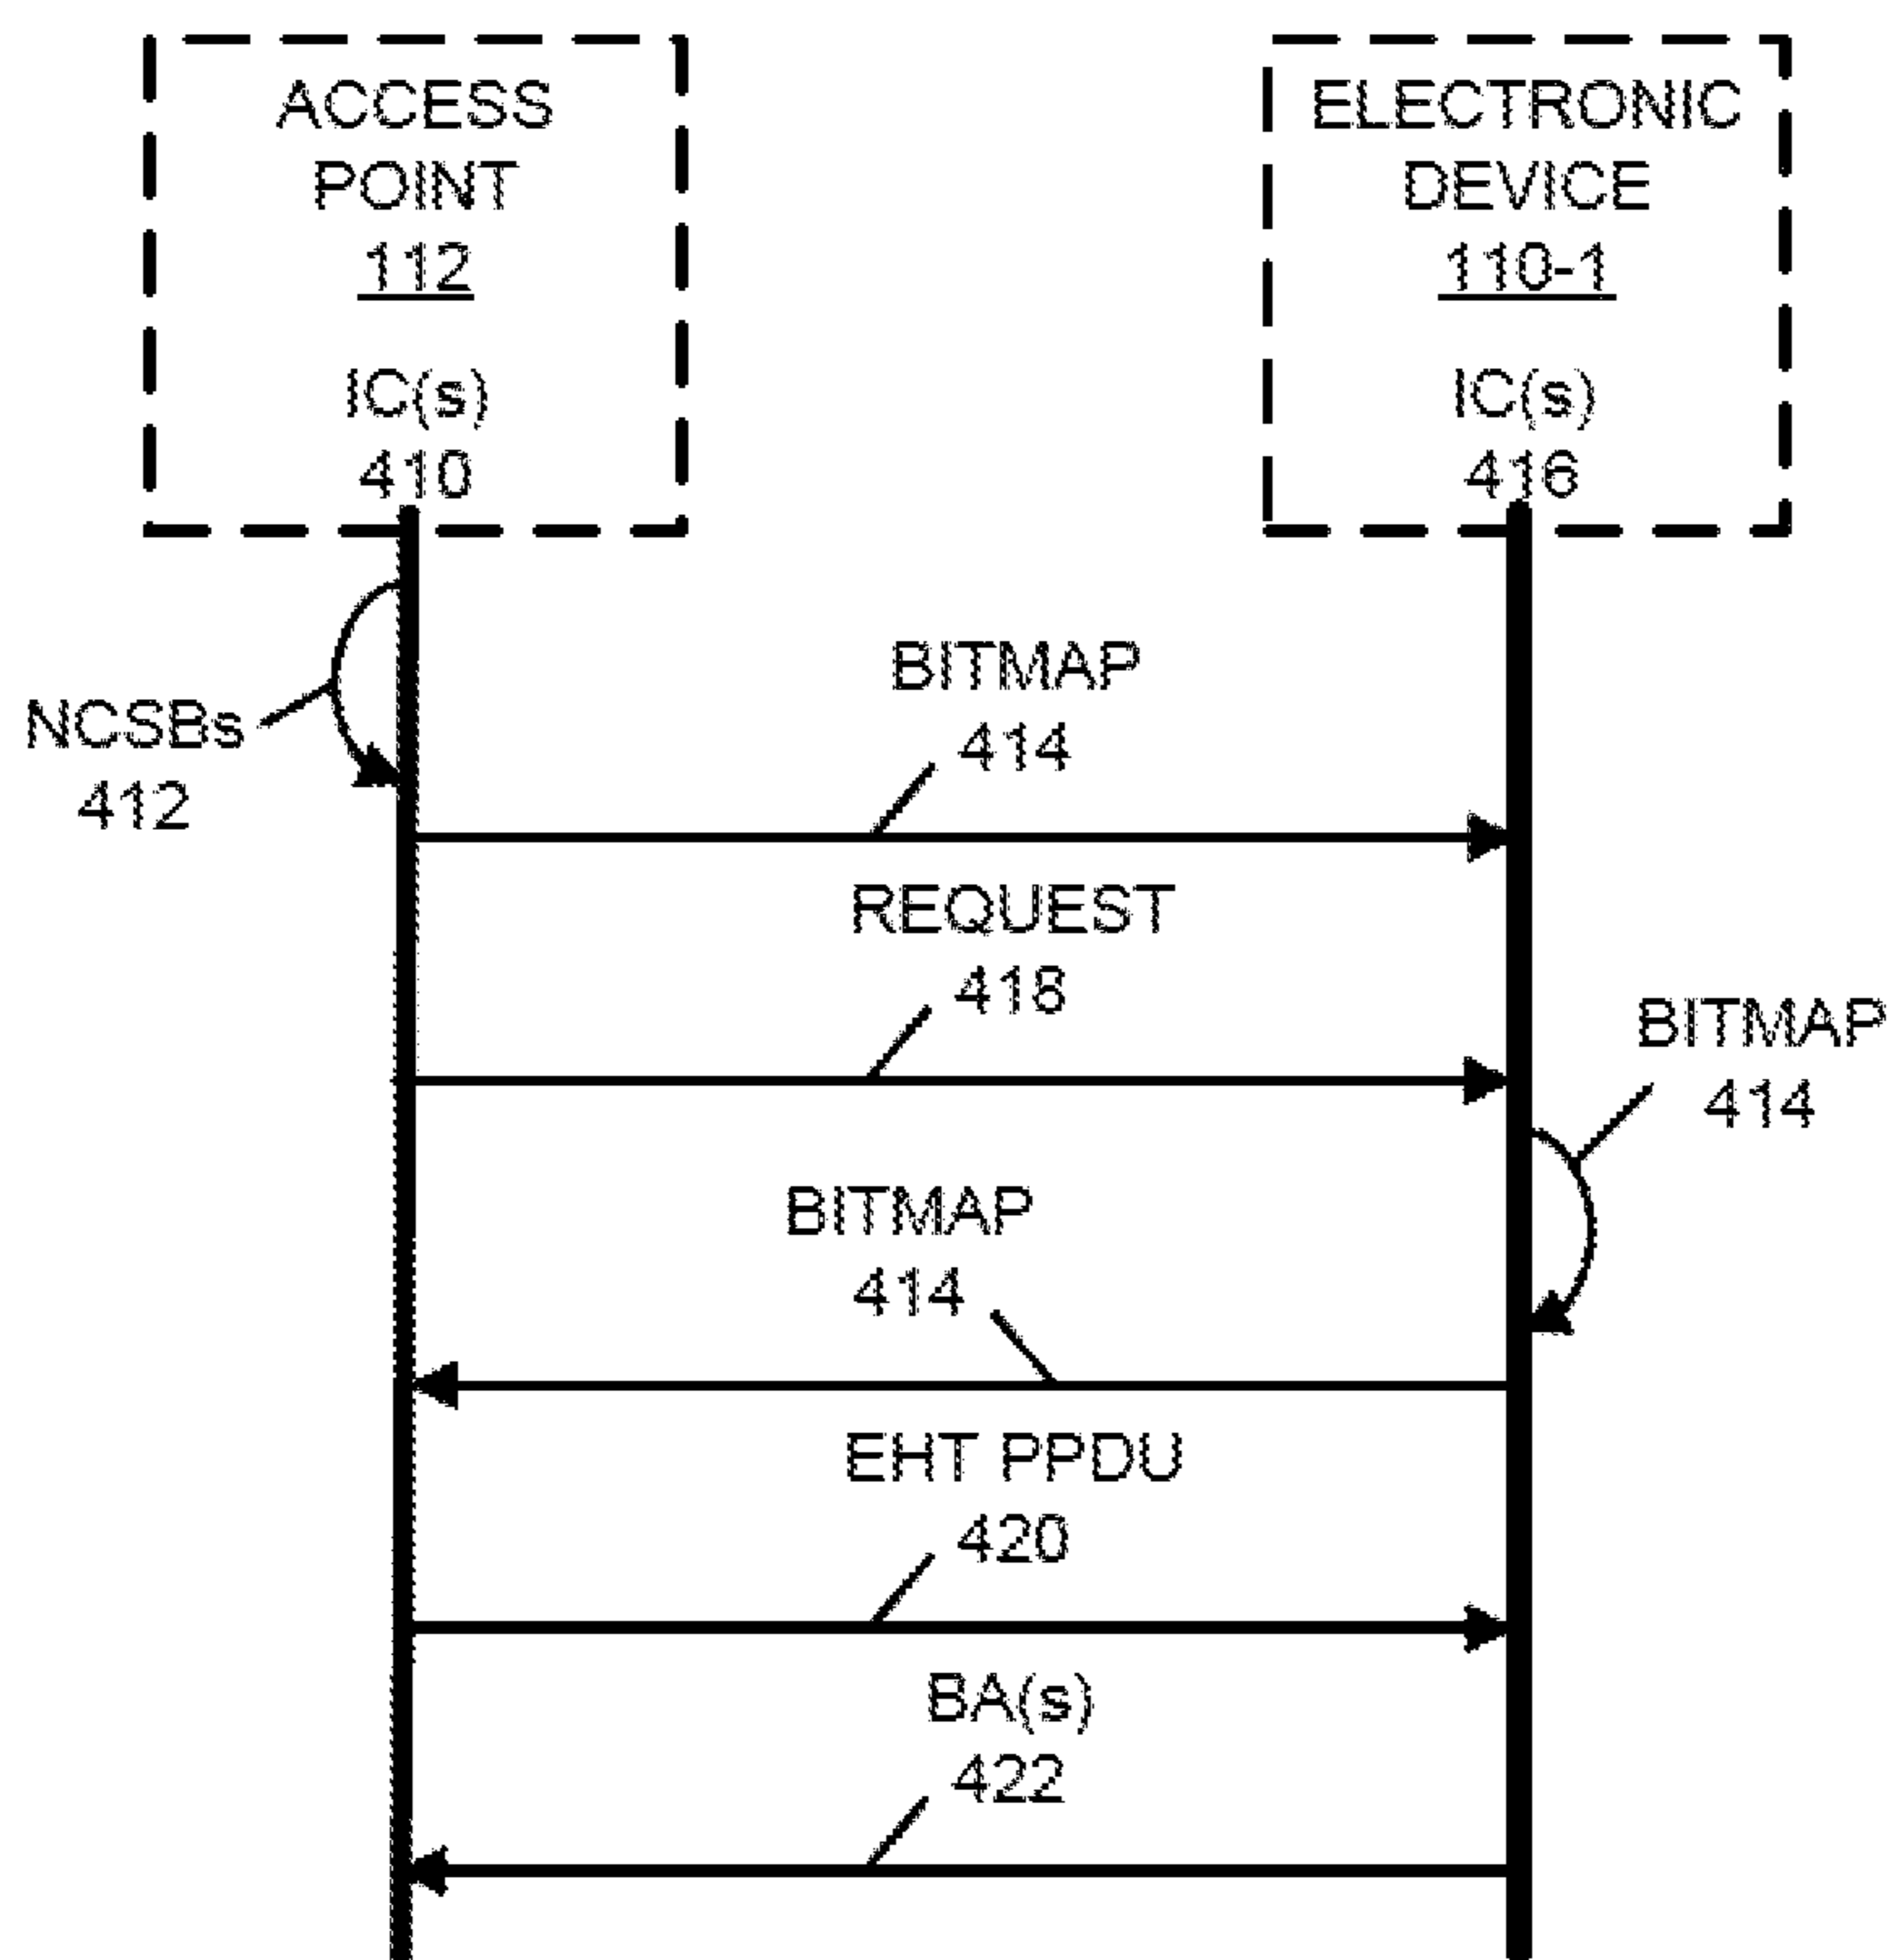 ACCESS
POINT
112
IC(s)
410
ELECTRONIC
DEVICE
110-1
IC(s)
416
NCSBs
412
BITMAP
414
REQUEST
418
BITMAP
414
BITMAP
414
EHT PPDU
420
BA(s)
422